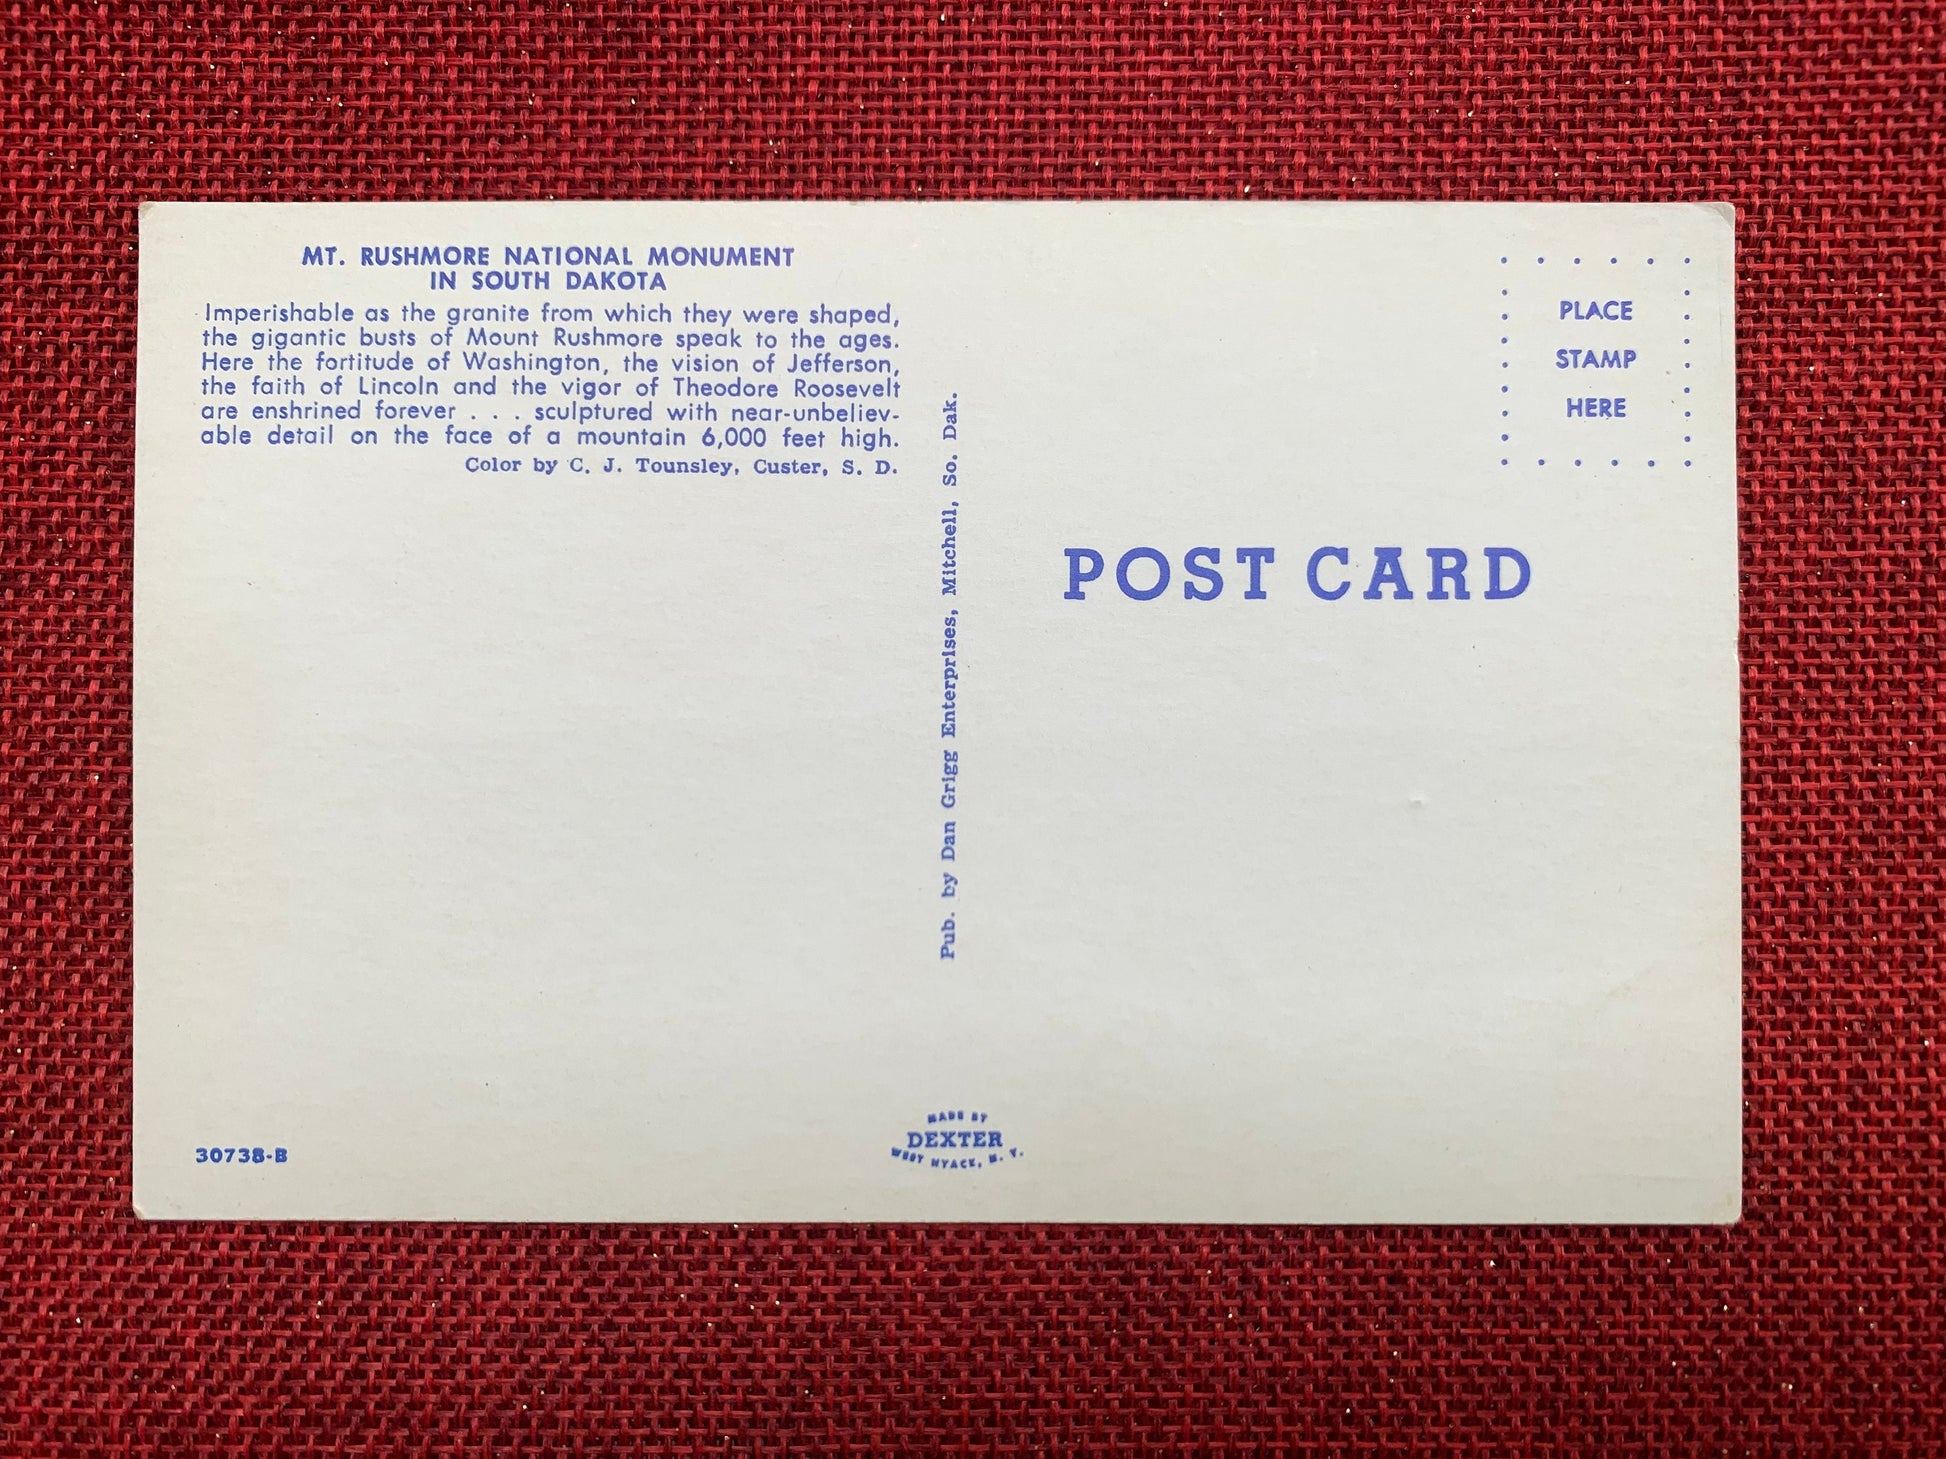 MT. RUSHMORE NATIONAL MONUMENT
IN SOUTH DAKOTA
Imperishable as the granite from which they were shaped,
the gigantic busts of Mount Rushmore speak to the ages.
Here the fortitude of Washington, the vision of Jefferson,
the faith of Lincoln and the vigor of Theodore Roosevelt
are enshrined forever . . . sculptured with near-unbeliev-
able detail on the face of a mountain 6,000 feet high.
Color by C. J. Tounsley, Custer, S. D.
30738-B
Pub. by Dan Grigg Enterprises, Mitchell, So. Dak.
MADE BY
DEXTER
WEST NYACK, N. Y.
PLACE
STAMP
HERE
POST CARD